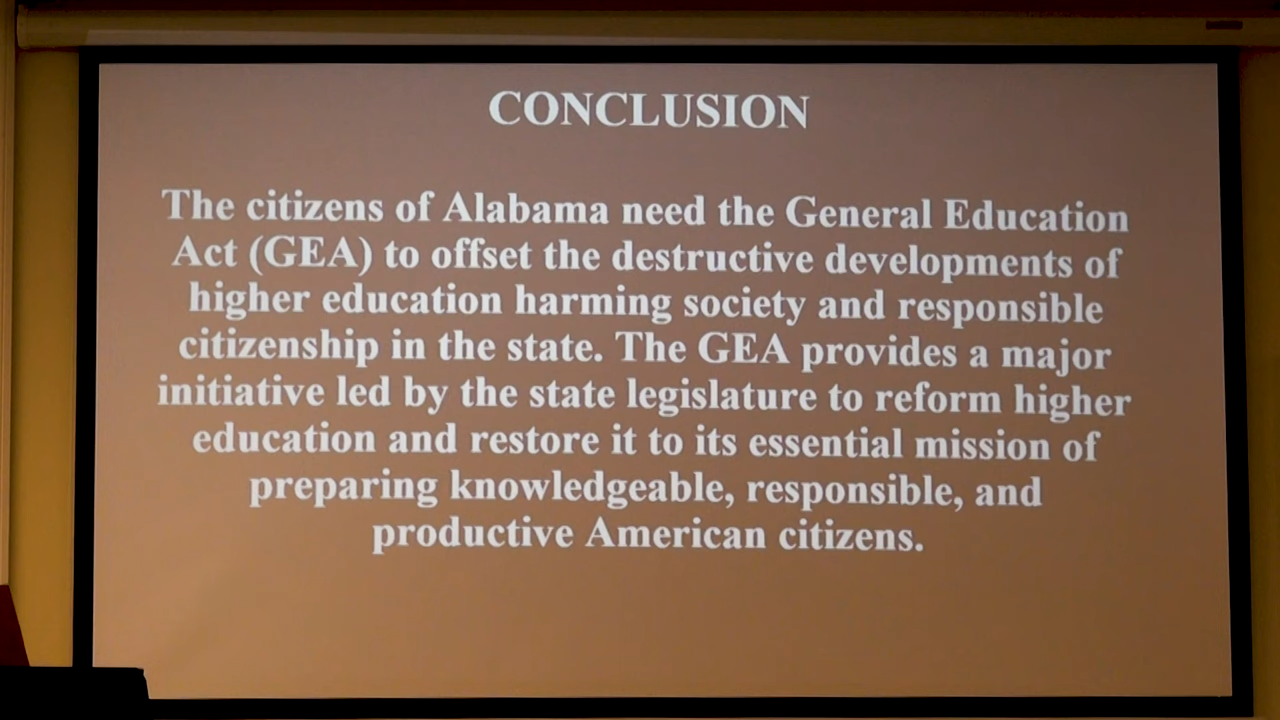 CONCLUSION
The citizens of Alabama need the General Education
Act (GEA) to offset the destructive developments of
higher education harming society and responsible
citizenship in the state. The GEA provides a major
initiative led by the state legislature to reform higher
education and restore it to its essential mission of
preparing knowledgeable, responsible, and
productive American citizens.